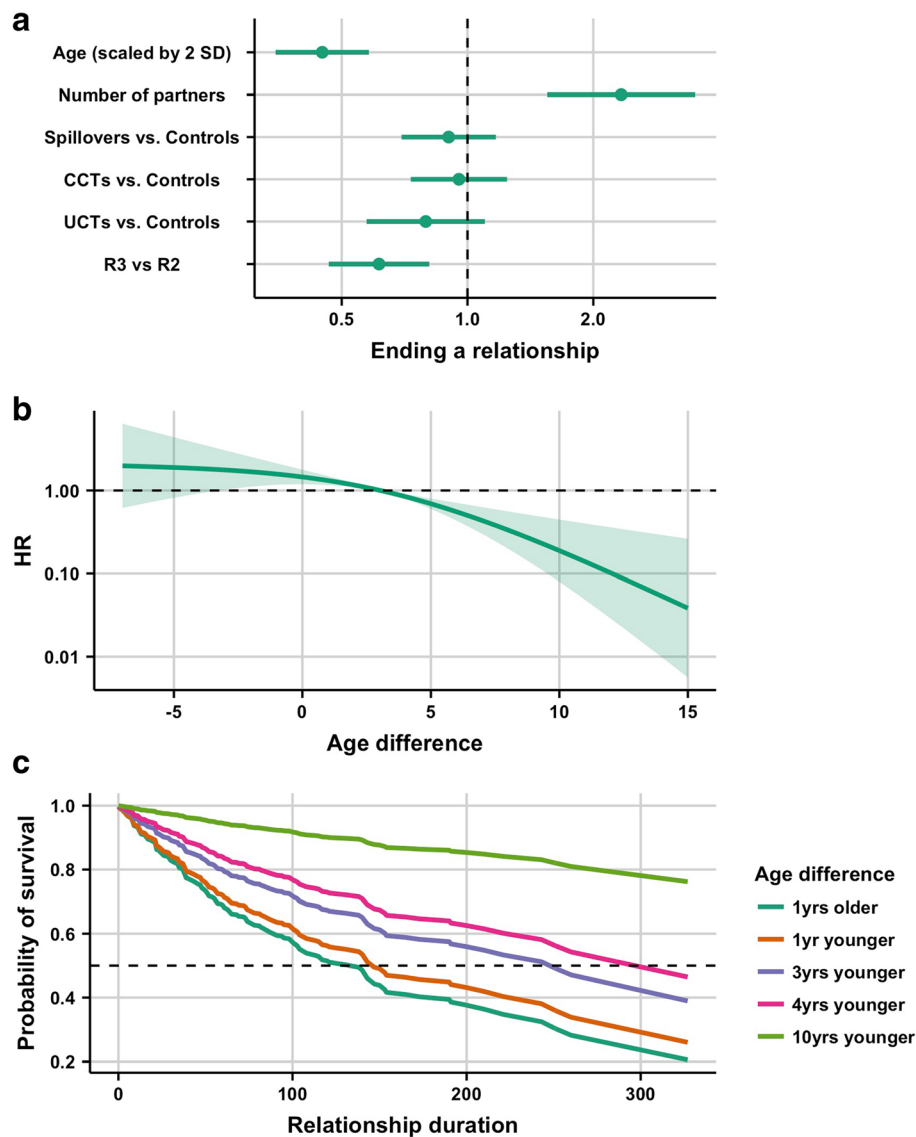 a
Age (scaled by 2 SD)
Number of partners
Spillovers vs. Controls
CCTs vs. Controls
UCTs vs. Controls
R3 vs R2
0.5 1.0 2.0
Ending a relationship
b
HR
1.00
0.10
0.01
-5 0 5 10 15
Age difference
c
Probability of survival
1.0
0.8
0.6
0.4
0.2
0 100 200 300
Relationship duration
Age difference
1yrs older
1yr younger
3yrs younger
4yrs younger
10yrs younger